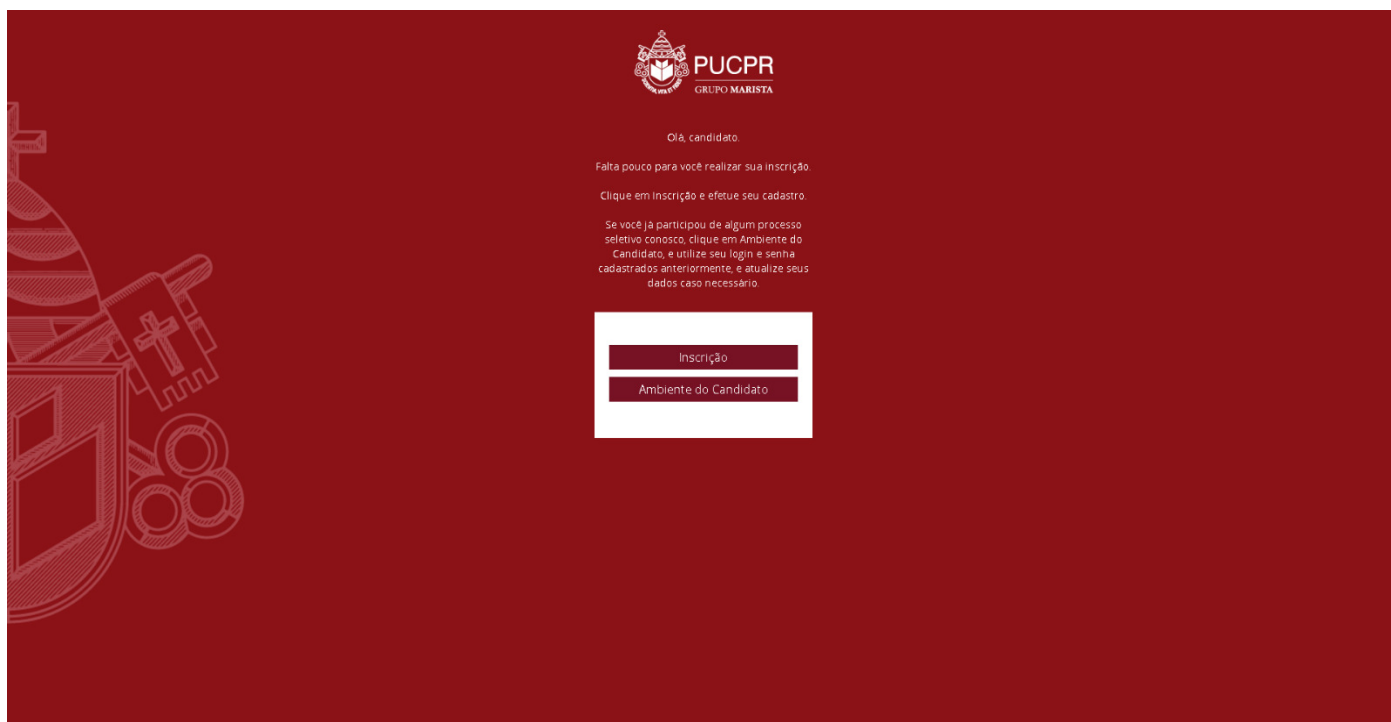 PUCPR
GRUPO MARISTA
Olá, candidato.
Falta pouco para você realizar sua inscrição.
Clique em Inscrição e efetue seu cadastro.
Se você já participou de algum processo
seletivo conosco, clique em Ambiente do
Candidato, e utilize seu login e senha
cadastrados anteriormente, e atualize seus
dados caso necessário.
Inscrição
Ambiente do Candidato